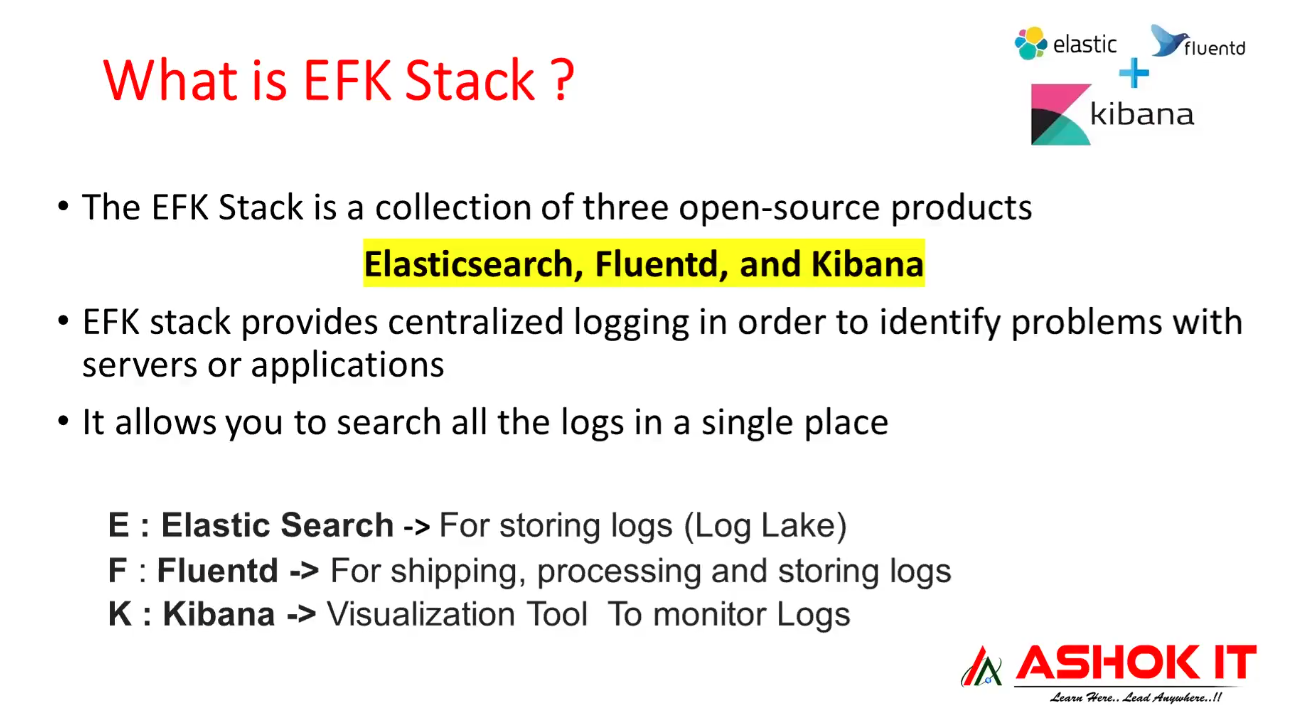 What is EFK Stack ?
elastic
fluentd
+
kibana
• The EFK Stack is a collection of three open-source products
Elasticsearch, Fluentd, and Kibana
• EFK stack provides centralized logging in order to identify problems with
servers or applications
• It allows you to search all the logs in a single place
E : Elastic Search -> For storing logs (Log Lake)
F : Fluentd -> For shipping, processing and storing logs
K : Kibana -> Visualization Tool To monitor Logs
ASHOK IT
Learn Here.. Lead Anywhere..!!